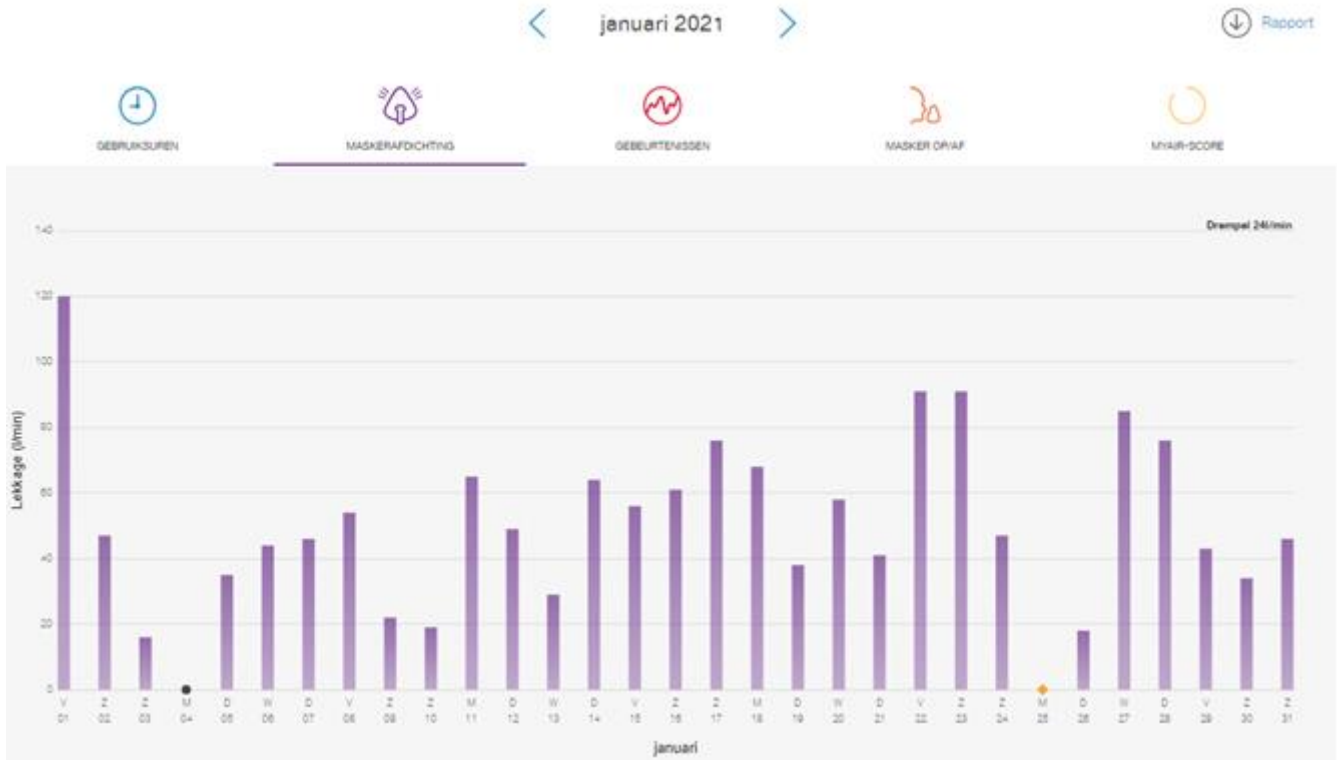 januari 2021
Rapport
GEBRUIKSUREN
MASKERAFDICHTING
GEBEURTENISSEN
MASKER OP/AF
MYAIR-SCORE
Drempel 24l/min
140
120
100
80
60
40
20
0
Lekkage (l/min)
V Z Z M D W D V Z Z M D W D V Z Z M D W D V Z Z M D W D V Z Z
01 02 03 04 05 06 07 08 09 10 11 12 13 14 15 16 17 18 19 20 21 22 23 24 25 26 27 28 29 30 31
januari